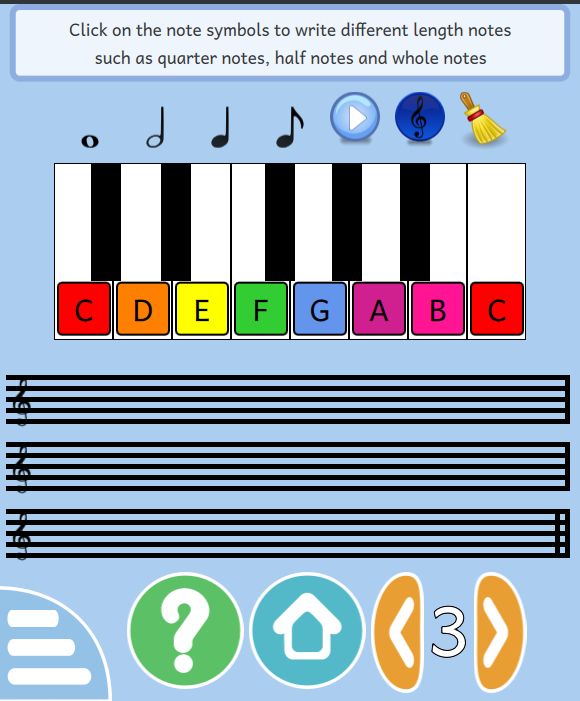 Click on the note symbols to write different length notes
such as quarter notes, half notes and whole notes
C D E F G A B C
3